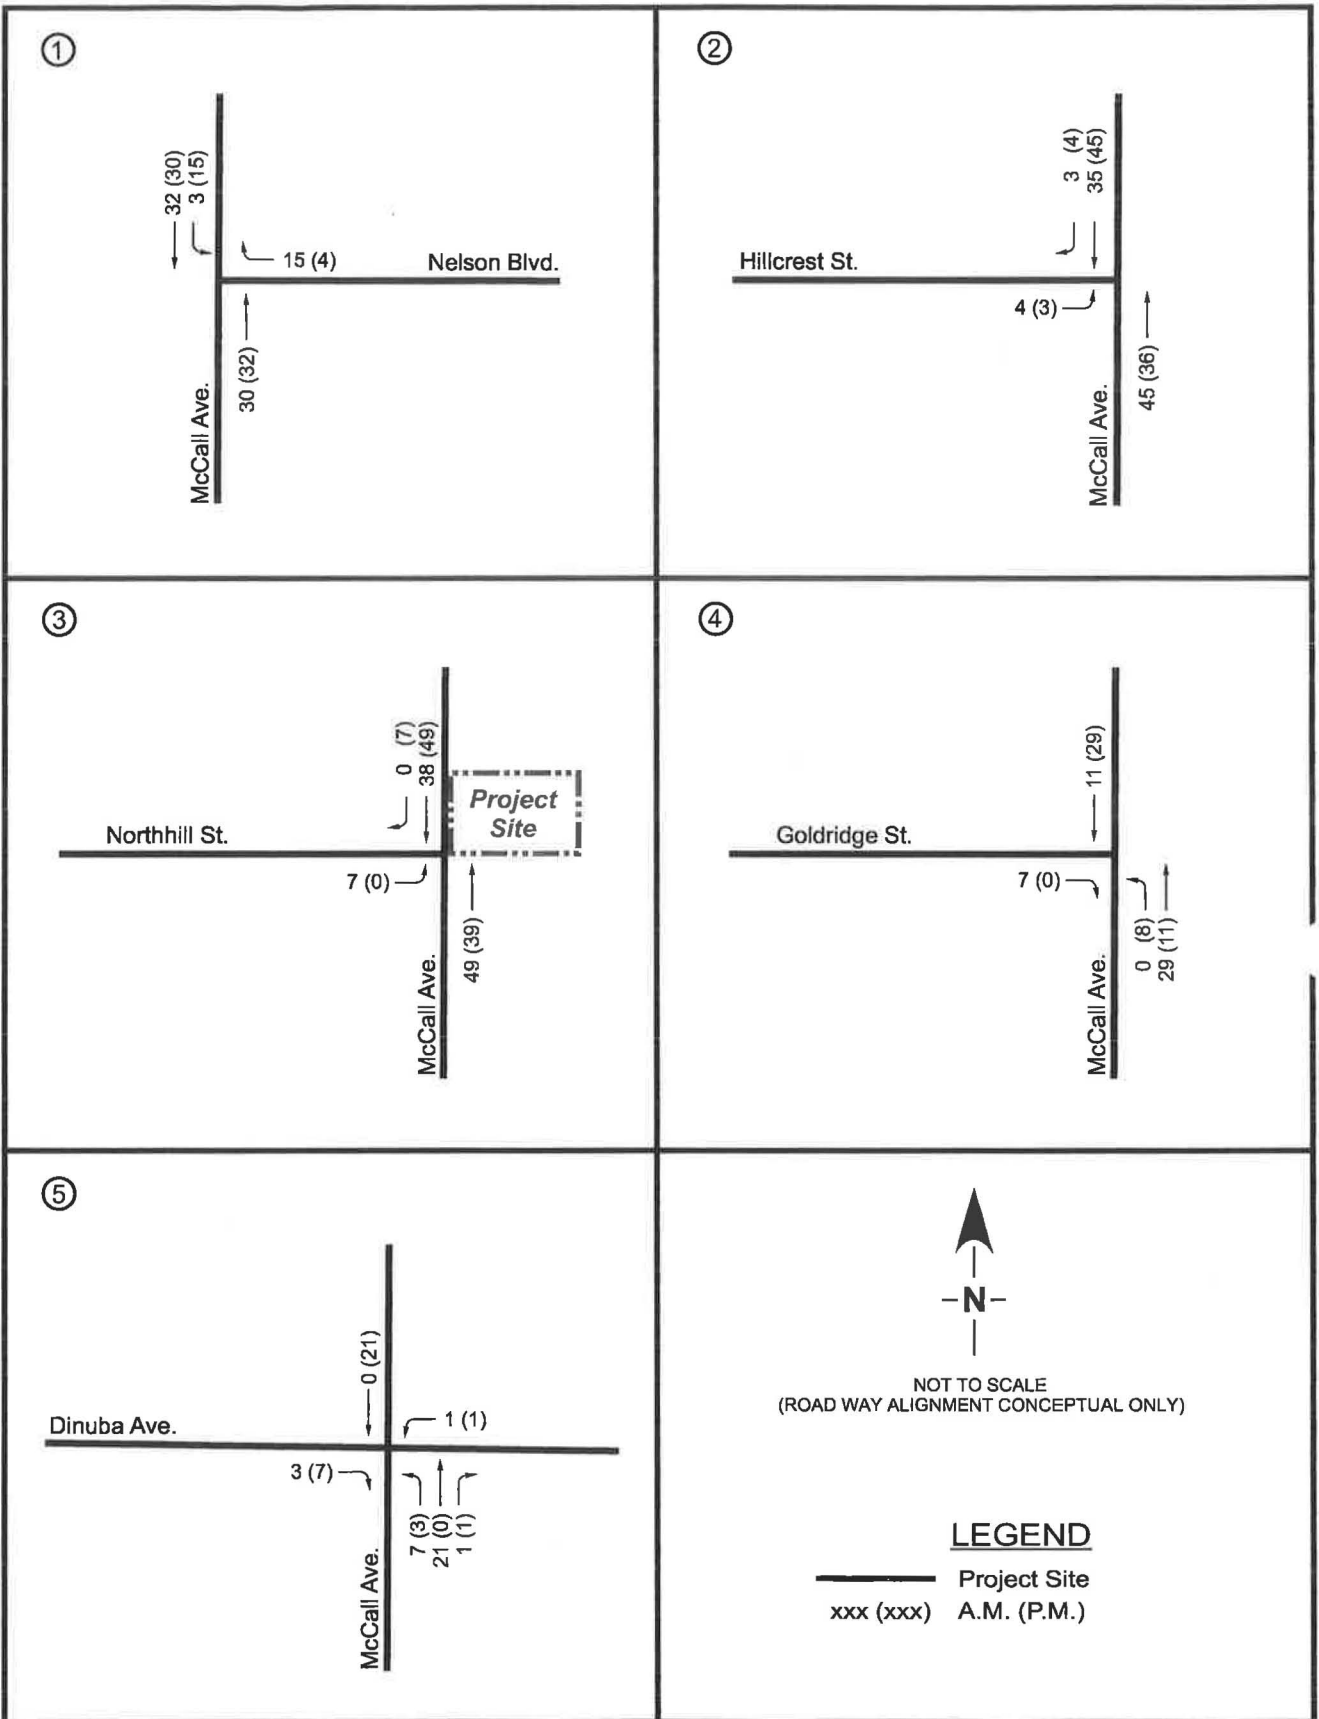 1
32 (30)
3 (15)
15 (4)
Nelson Blvd.
30 (32)
McCall Ave.
2
3 (4)
35 (45)
Hillcrest St.
4 (3)
45 (36)
McCall Ave.
3
0 (7)
38 (49)
Project
Site
Northhill St.
7 (0)
49 (39)
McCall Ave.
4
11 (29)
Goldridge St.
7 (0)
0 (8)
29 (11)
McCall Ave.
5
0 (21)
Dinuba Ave.
1 (1)
3 (7)
7 (3)
21 (0)
1 (1)
McCall Ave.
-N-
NOT TO SCALE
(ROAD WAY ALIGNMENT CONCEPTUAL ONLY)
LEGEND
Project Site
xxx (xxx) A.M. (P.M.)